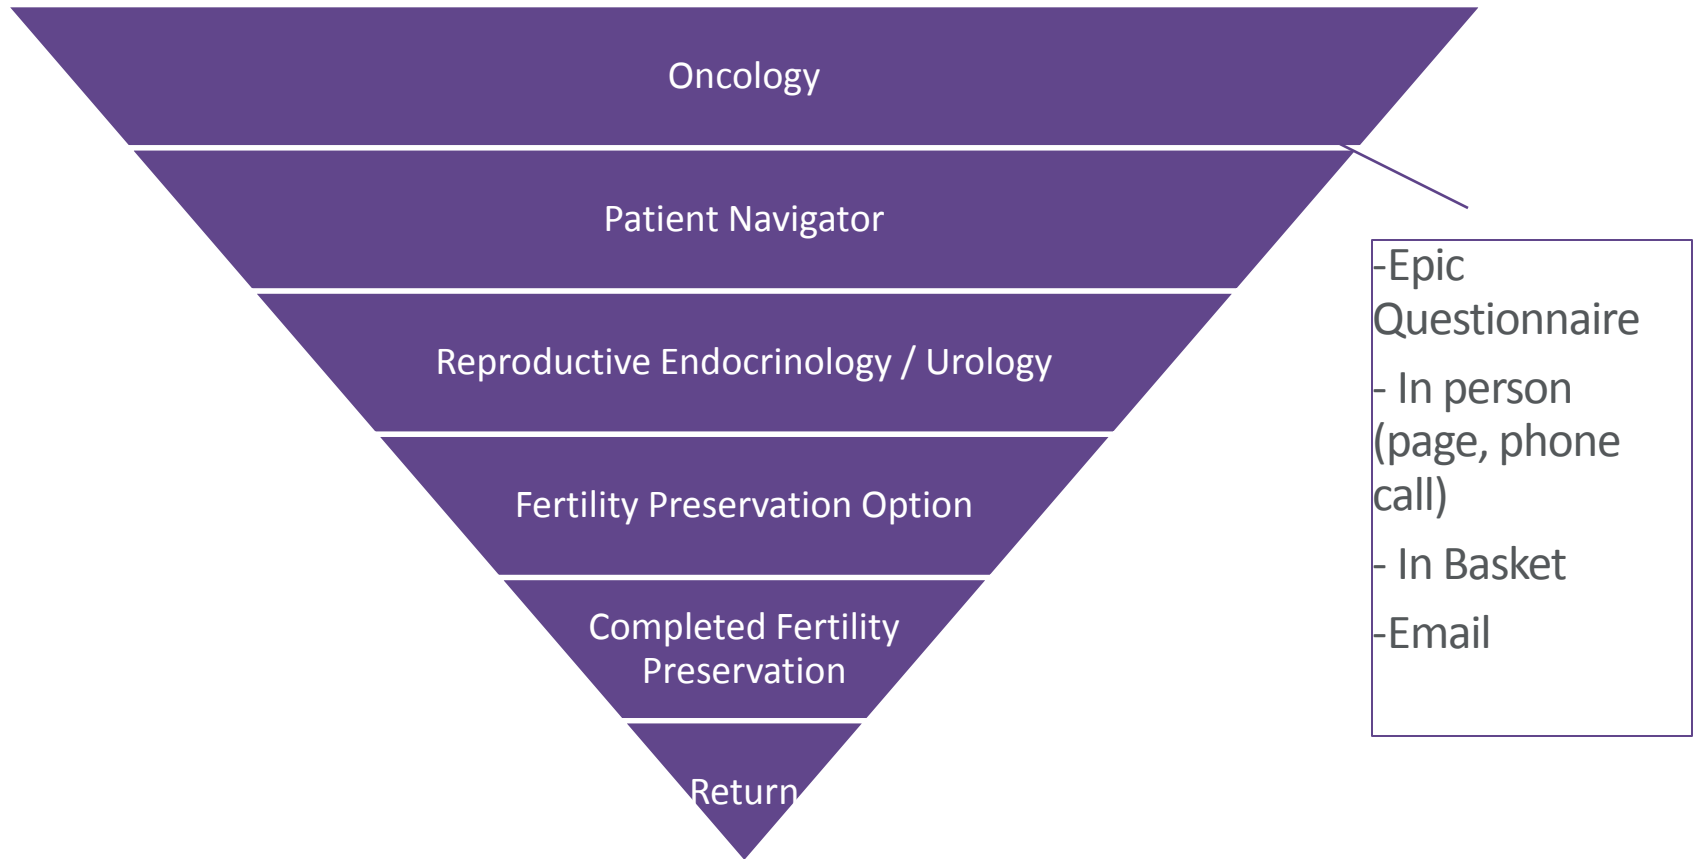 Oncology
Patient Navigator
Reproductive Endocrinology / Urology
Fertility Preservation Option
Completed Fertility
Preservation
Return
-Epic
Questionnaire
- In person
(page, phone
call)
- In Basket
-Email